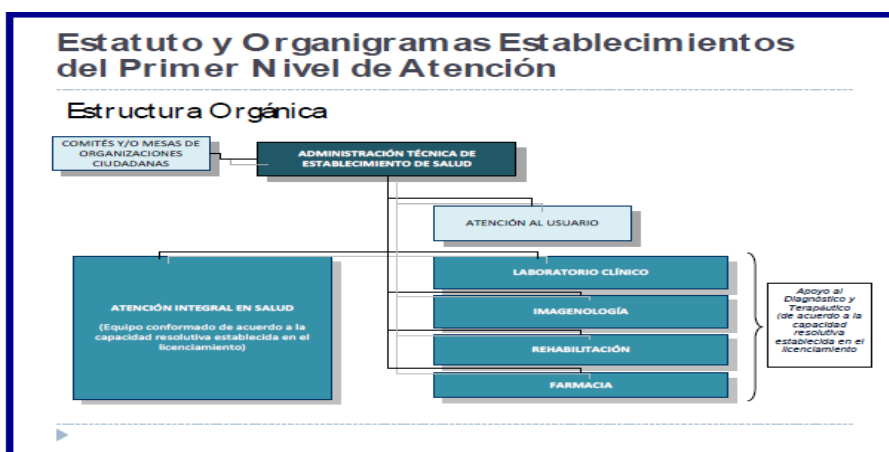 Estatuto y Organigramas Establecimientos
del Primer Nivel de Atención
Estructura Orgánica
COMITÉS Y/O MESAS DE
ORGANIZACIONES
CIUDADANAS
ADMINISTRACIÓN TÉCNICA DE
ESTABLECIMIENTO DE SALUD
ATENCIÓN AL USUARIO
ATENCIÓN INTEGRAL EN SALUD
(Equipo conformado de acuerdo a la
capacidad resolutiva establecida en el
licenciamiento)
LABORATORIO CLÍNICO
IMAGENOLOGÍA
REHABILITACIÓN
FARMACIA
Apoyo al
Diagnóstico y
Terapéutico
(de acuerdo a la
capacidad
resolutiva
establecida en el
licenciamiento